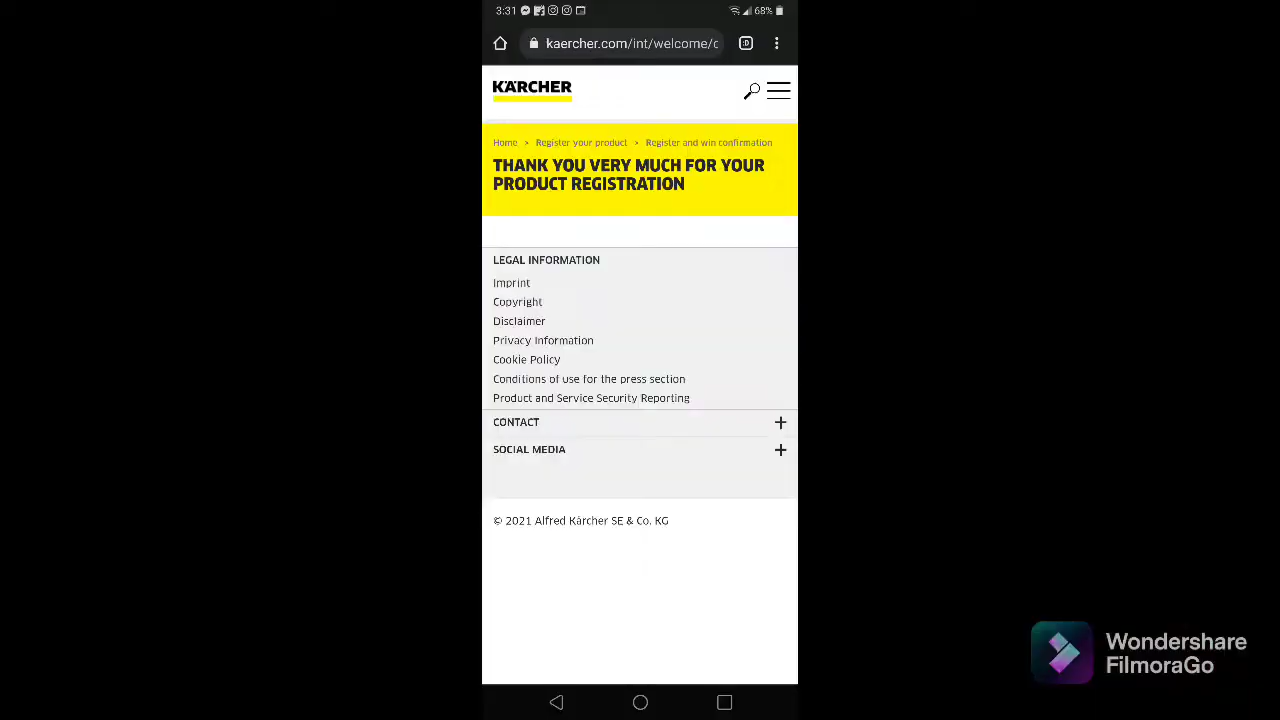 3:31
68%
kaercher.com/int/welcome/c
:D
KÄRCHER
Home > Register your product > Register and win confirmation
THANK YOU VERY MUCH FOR YOUR
PRODUCT REGISTRATION
LEGAL INFORMATION
Imprint
Copyright
Disclaimer
Privacy Information
Cookie Policy
Conditions of use for the press section
Product and Service Security Reporting
CONTACT +
SOCIAL MEDIA +
© 2021 Alfred Kärcher SE & Co. KG
Wondershare
FilmoraGo